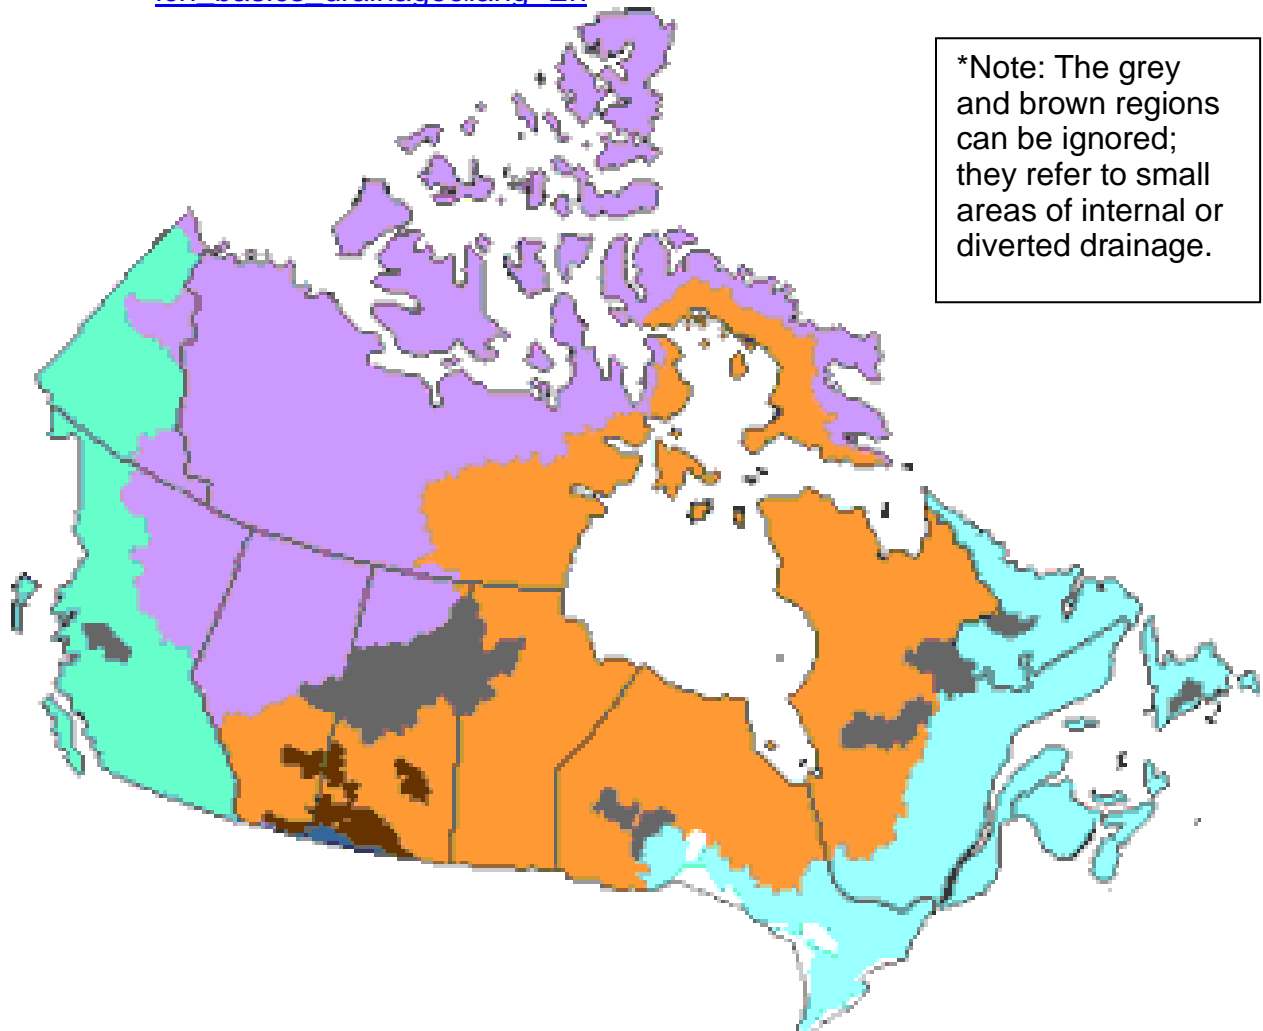 *Note: The grey
and brown regions
can be ignored;
they refer to small
areas of internal or
diverted drainage.